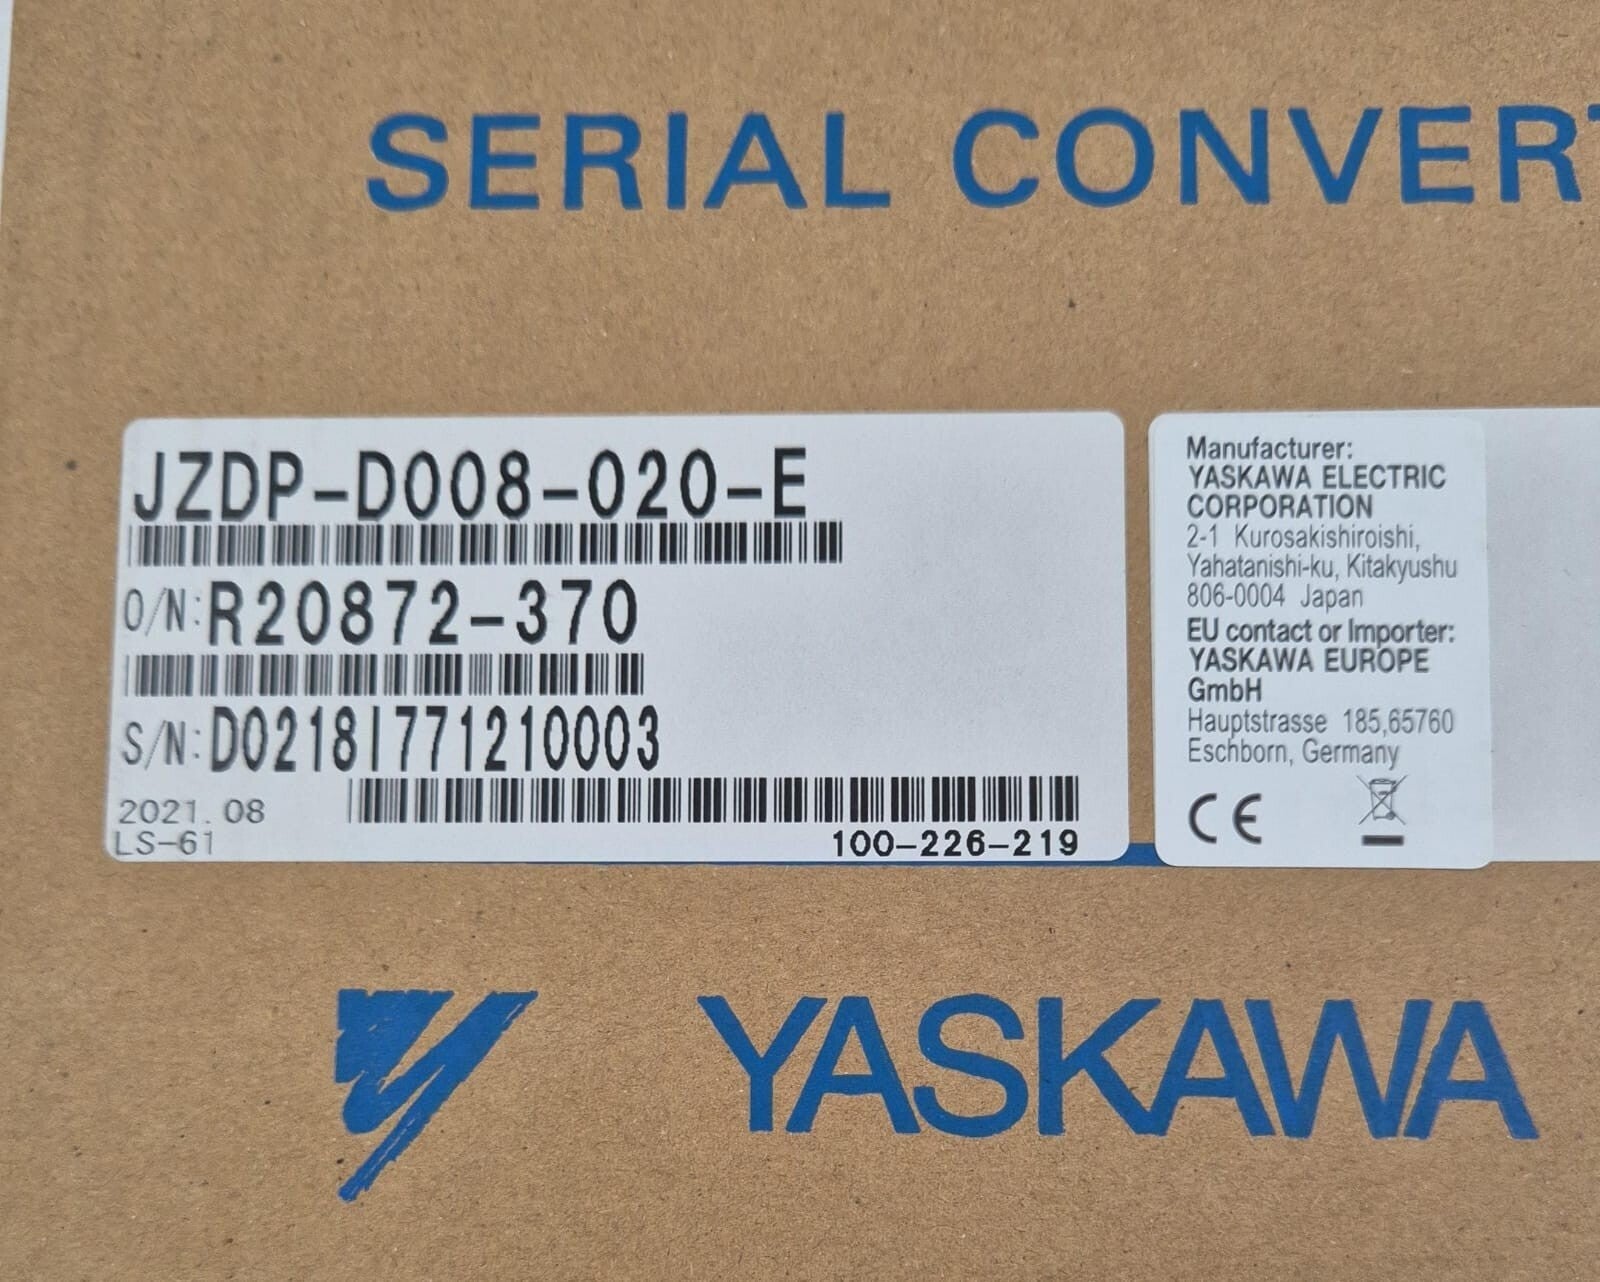 SERIAL CONVERT
JZDP-D008-020-E
O/N:R20872-370
S/N:D0218I771210003
2021.08
LS-61
100-226-219
Manufacturer:
YASKAWA ELECTRIC
CORPORATION
2-1 Kurosakishiroishi,
Yahatanishi-ku, Kitakyushu
806-0004 Japan
EU contact or Importer:
YASKAWA EUROPE
GmbH
Hauptstrasse 185,65760
Eschborn, Germany
CE
YASKAWA